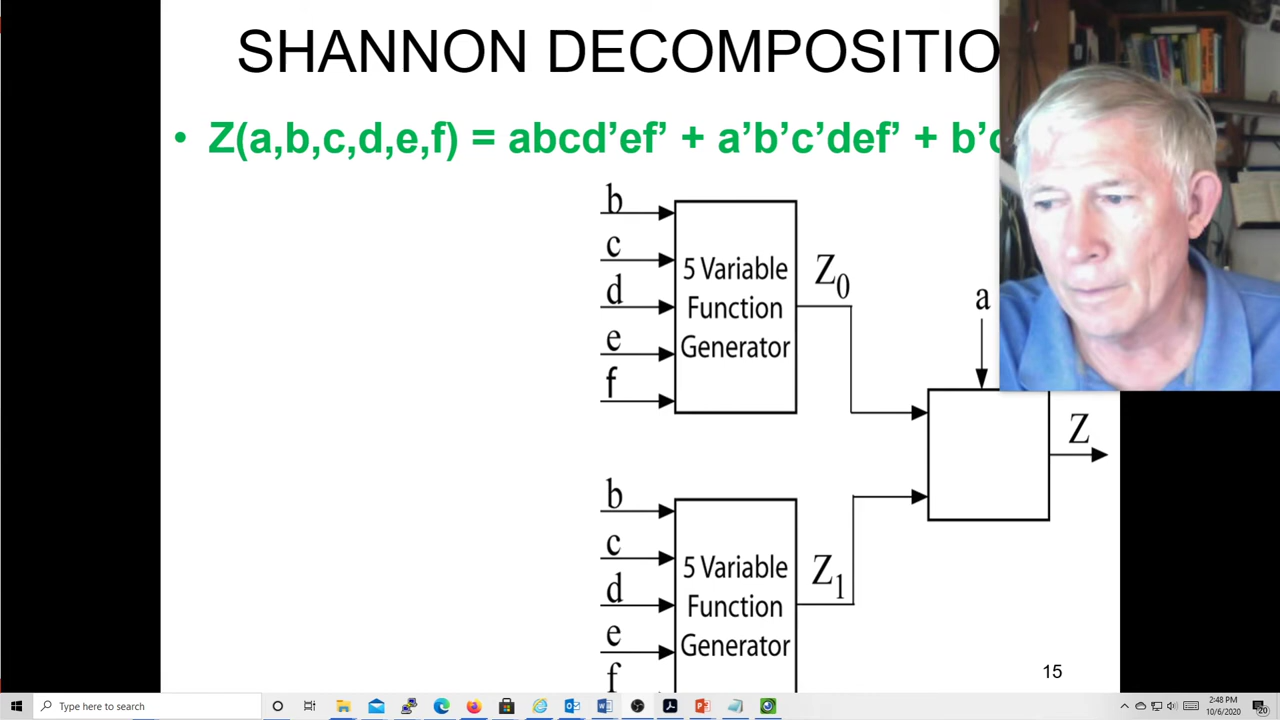 SHANNON DECOMPOSITIO
• Z(a,b,c,d,e,f) = abcd’ef’ + a’b’c’def’ + b’
b
c
d
e
f
5 Variable
Function
Generator
Z0
a
Z
b
c
d
e
f
5 Variable
Function
Generator
Z1
15
Type here to search
2:48 PM
10/6/2020
20